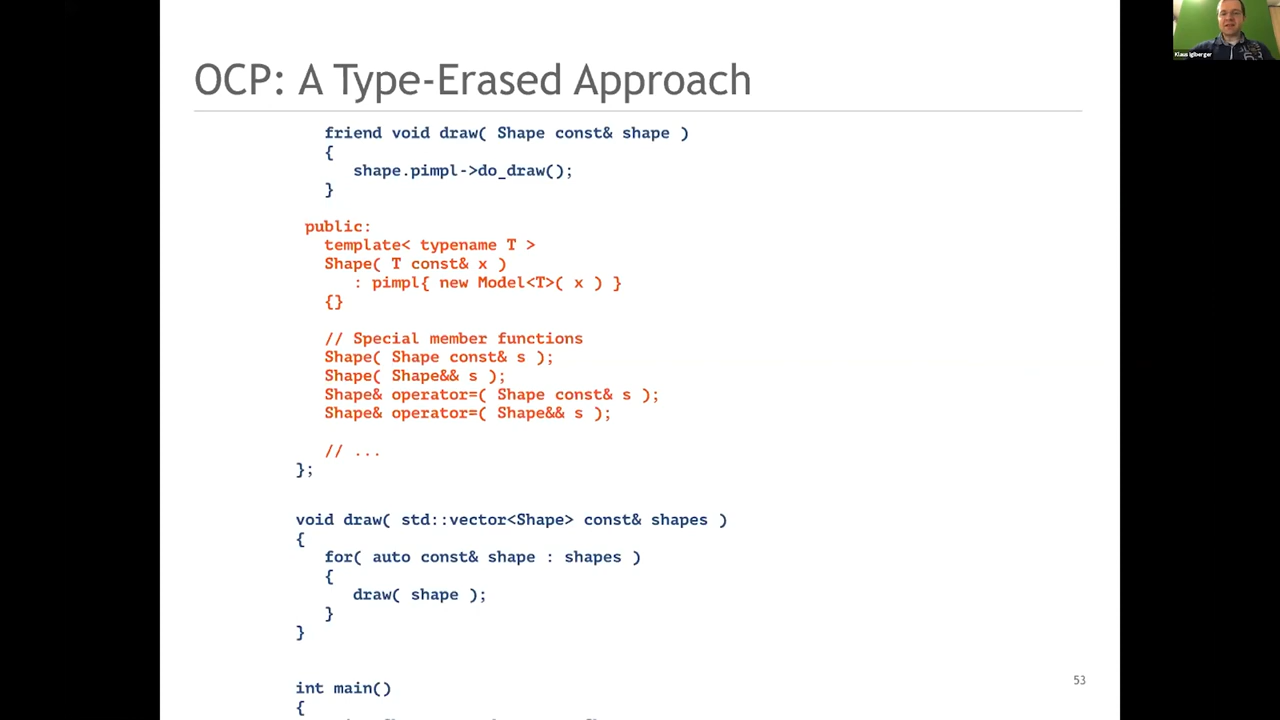 Klaus Iglberger
OCP: A Type-Erased Approach
friend void draw( Shape const& shape )
{
shape.pimpl->do_draw();
}
public:
template< typename T >
Shape( T const& x )
: pimpl{ new Model<T>( x ) }
{}
// Special member functions
Shape( Shape const& s );
Shape( Shape&& s );
Shape& operator=( Shape const& s );
Shape& operator=( Shape&& s );
// ...
};
void draw( std::vector<Shape> const& shapes )
{
for( auto const& shape : shapes )
{
draw( shape );
}
}
int main()
{
53